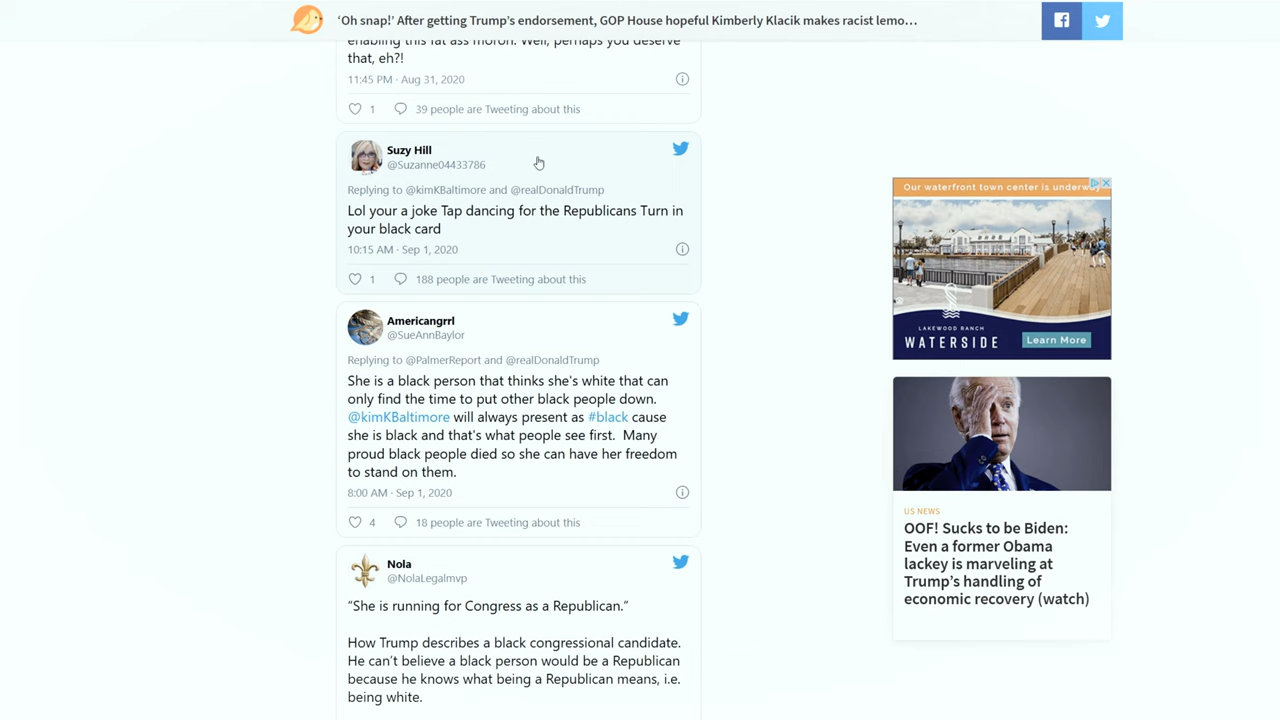 ‘Oh snap!’ After getting Trump’s endorsement, GOP House hopeful Kimberly Klacik makes racist lemo…
enabling this fat ass moron. Well, perhaps you deserve
that, eh?!
11:45 PM · Aug 31, 2020
1 39 people are Tweeting about this
Suzy Hill
@Suzanne04433786
Replying to @kimKBaltimore and @realDonaldTrump
Lol your a joke Tap dancing for the Republicans Turn in
your black card
10:15 AM · Sep 1, 2020
1 188 people are Tweeting about this
Americangrrl
@SueAnnBaylor
Replying to @PalmerReport and @realDonaldTrump
She is a black person that thinks she's white that can
only find the time to put other black people down.
@kimKBaltimore will always present as #black cause
she is black and that's what people see first.  Many
proud black people died so she can have her freedom
to stand on them.
8:00 AM · Sep 1, 2020
4 18 people are Tweeting about this
Nola
@NolaLegalmvp
“She is running for Congress as a Republican.”
How Trump describes a black congressional candidate.
He can’t believe a black person would be a Republican
because he knows what being a Republican means, i.e.
being white.
Our waterfront town center is underway
LAKEWOOD RANCH
WATERSIDE
Learn More
US NEWS
OOF! Sucks to be Biden:
Even a former Obama
lackey is marveling at
Trump’s handling of
economic recovery (watch)